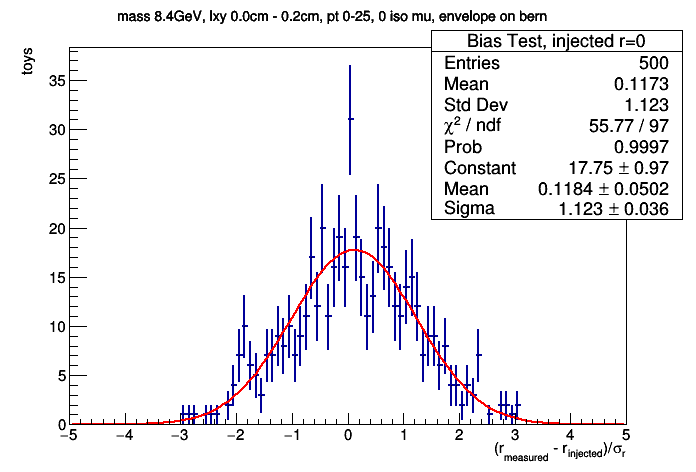 mass 8.4GeV, lxy 0.0cm - 0.2cm, pt 0-25, 0 iso mu, envelope on bern
Bias Test, injected r=0
Entries 500
Mean 0.1173
Std Dev 1.123
χ² / ndf 55.77 / 97
Prob 0.9997
Constant 17.75 ± 0.97
Mean 0.1184 ± 0.0502
Sigma 1.123 ± 0.036
toys
35
30
25
20
15
10
5
0
−5 −4 −3 −2 −1 0 1 2 3 4 5
(r_measured - r_injected)/σ_r